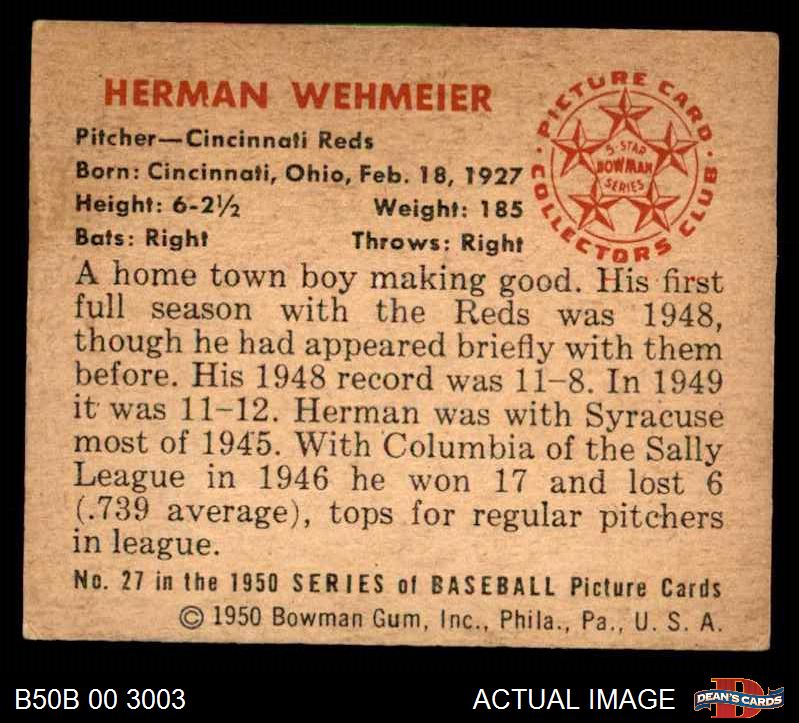 HERMAN WEHMEIER
Pitcher—Cincinnati Reds
Born: Cincinnati, Ohio, Feb. 18, 1927
Height: 6-2½ Weight: 185
Bats: Right Throws: Right
PICTURE CARD
COLLECTORS CLUB
5-STAR
BOWMAN
SERIES
A home town boy making good. His first
full season with the Reds was 1948,
though he had appeared briefly with them
before. His 1948 record was 11-8. In 1949
it was 11-12. Herman was with Syracuse
most of 1945. With Columbia of the Sally
League in 1946 he won 17 and lost 6
(.739 average), tops for regular pitchers
in league.
No. 27 in the 1950 SERIES of BASEBALL Picture Cards
© 1950 Bowman Gum, Inc., Phila., Pa., U. S. A.
B50B 00 3003
ACTUAL IMAGE
DEAN'S CARDS